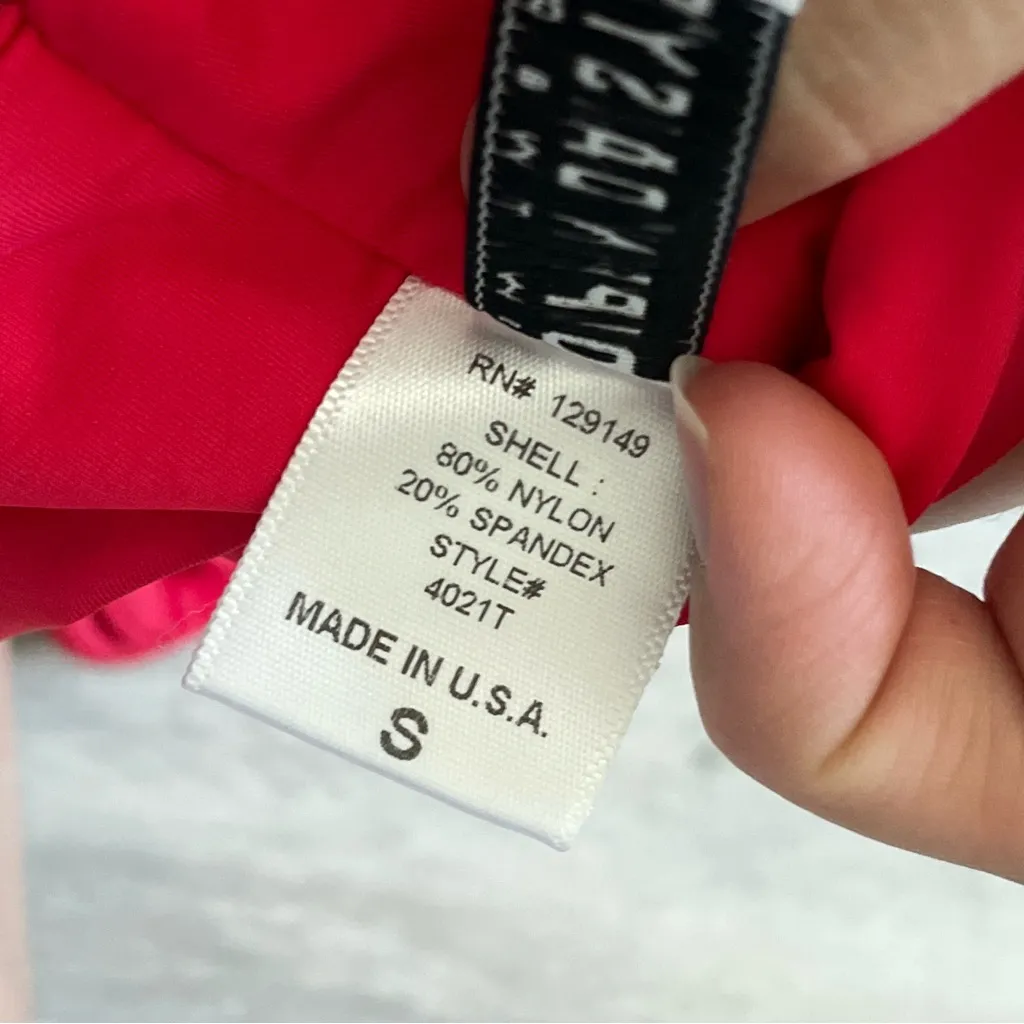 RN# 129149
SHELL :
80% NYLON
20% SPANDEX
STYLE#
4021T
MADE IN U.S.A.
S